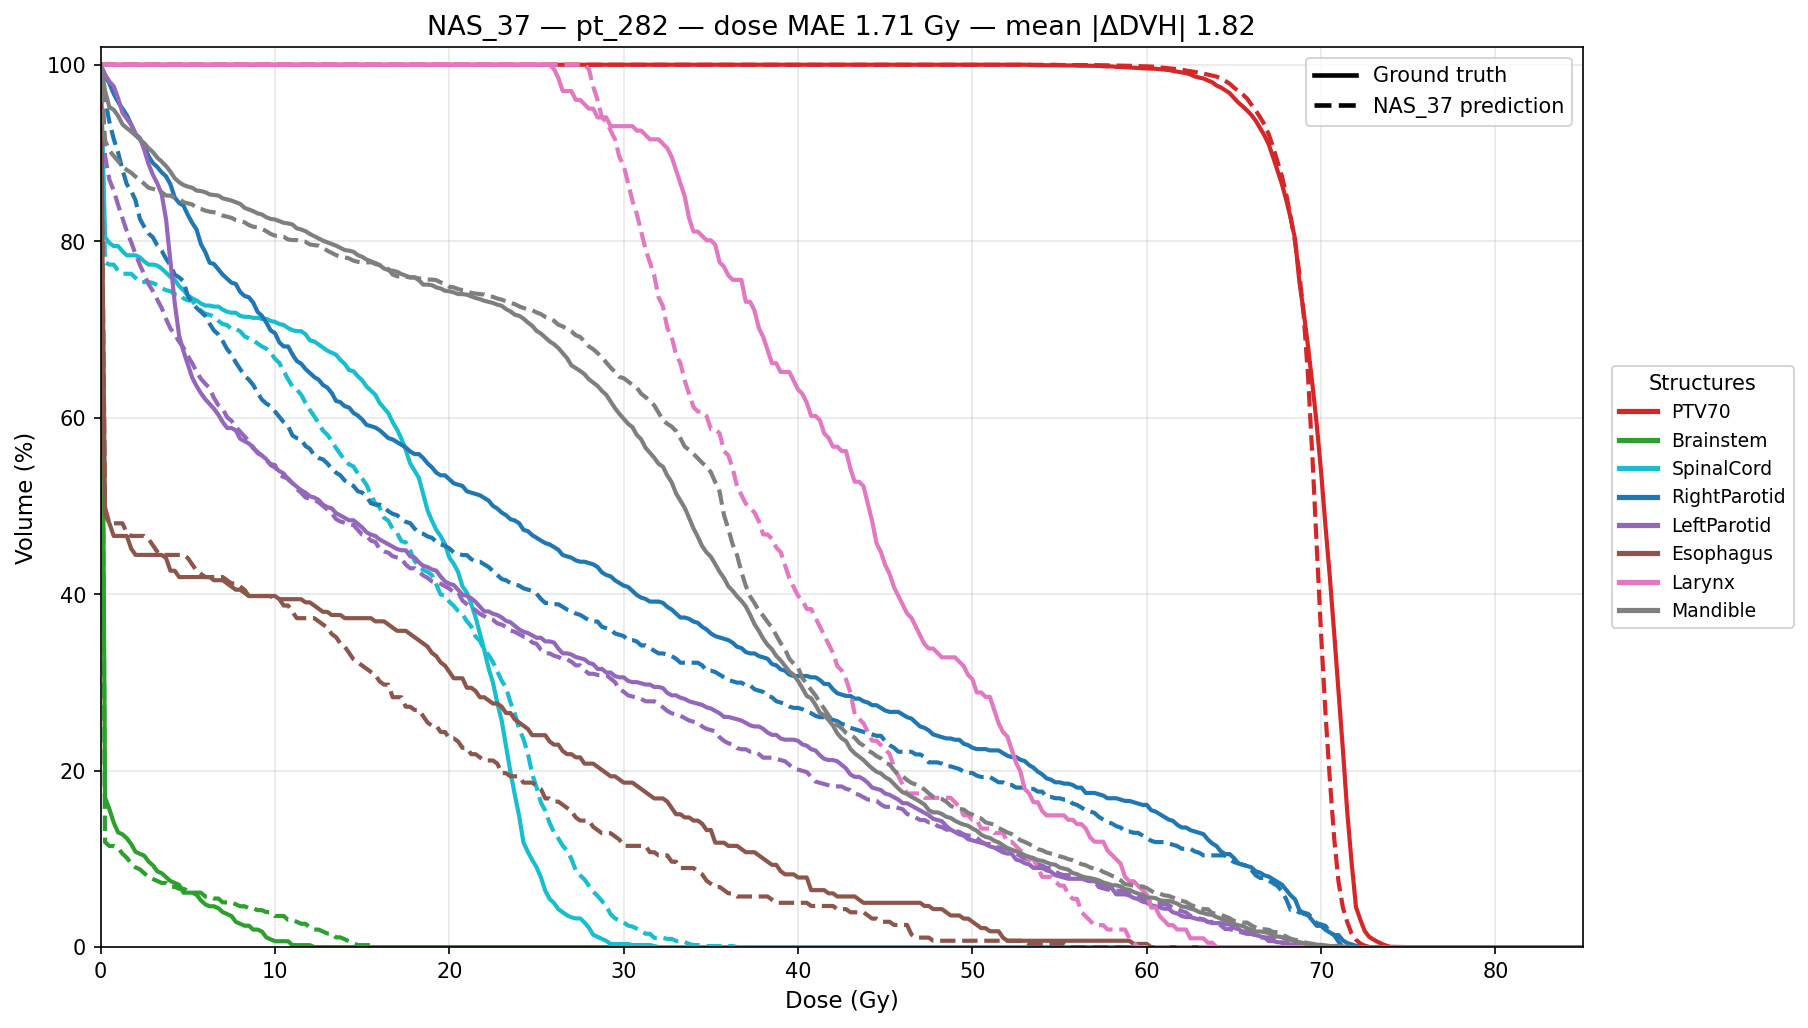 NAS_37 — pt_282 — dose MAE 1.71 Gy — mean |ΔDVH| 1.82
Ground truth
NAS_37 prediction
Volume (%)
100
80
60
40
20
0
0 10 20 30 40 50 60 70 80
Dose (Gy)
Structures
PTV70
Brainstem
SpinalCord
RightParotid
LeftParotid
Esophagus
Larynx
Mandible